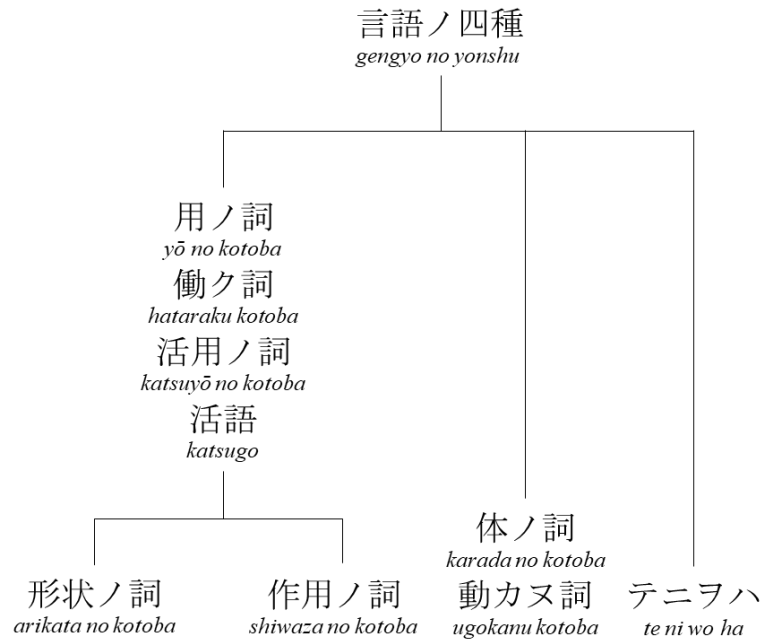 言語ノ四種
gengyo no yonshu
用ノ詞
yō no kotoba
働ク詞
hataraku kotoba
活用ノ詞
katsuyō no kotoba
活語
katsugo
形状ノ詞
arikata no kotoba
作用ノ詞
shiwaza no kotoba
体ノ詞
karada no kotoba
動カヌ詞
ugokanu kotoba
テニヲハ
te ni wo ha